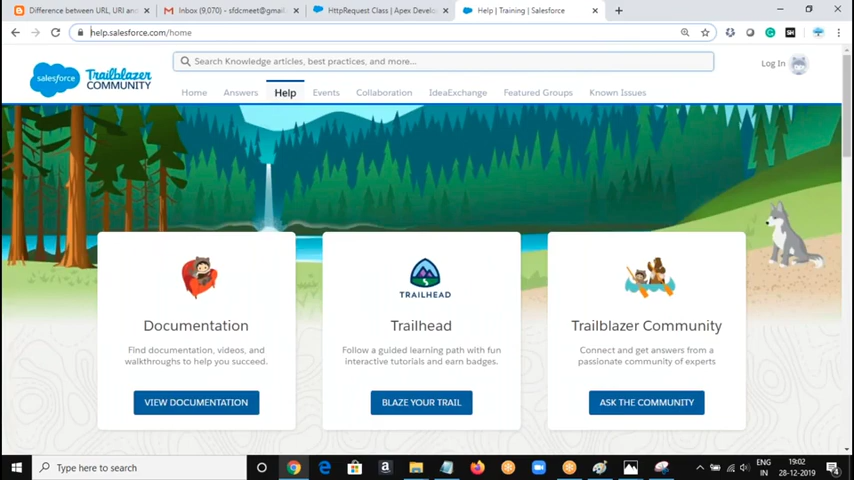 Difference between URL, URI and
Inbox (9,070) - sfdcmeet@gmail.
HttpRequest Class | Apex Develo
Help | Training | Salesforce
help.salesforce.com/home
salesforce
Trailblazer
COMMUNITY
Search Knowledge articles, best practices, and more...
Log In
Home Answers Help Events Collaboration IdeaExchange Featured Groups Known Issues
Documentation
Find documentation, videos, and
walkthroughs to help you succeed.
VIEW DOCUMENTATION
TRAILHEAD
Trailhead
Follow a guided learning path with fun
interactive tutorials and earn badges.
BLAZE YOUR TRAIL
Trailblazer Community
Connect and get answers from a
passionate community of experts
ASK THE COMMUNITY
Type here to search
ENG
IN
19:02
28-12-2019